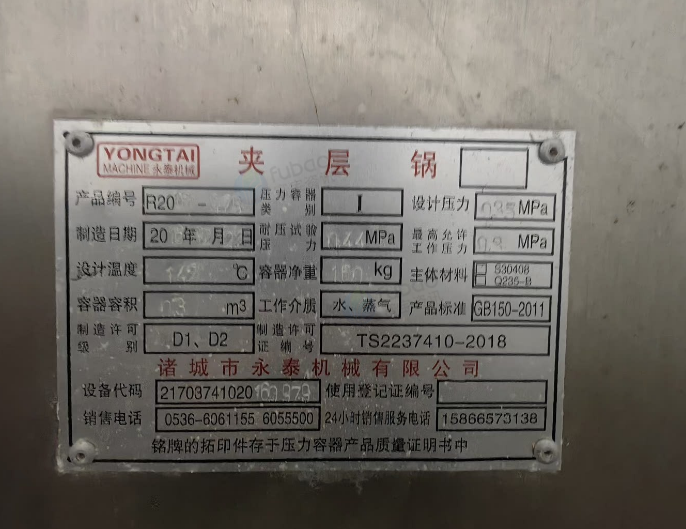 YONGTAI
MACHINE 永泰机械
夹层锅
产品编号 R20 - 压力容器类别 I 设计压力 0.35 MPa
制造日期 20 年 月 日 耐压试验压力 0.44 MPa 最高允许工作压力 MPa
设计温度 ℃ 容器净重 kg 主体材料 S30408 Q235-B
容器容积 0.3 m3 工作介质 水、蒸气 产品标准 GB150-2011
制造许可级别 D1、D2 制造许可证编号 TS2237410-2018
诸城市永泰机械有限公司
设备代码 21703741020 使用登记证编号
销售电话 0536-6061155 6055500 24小时销售服务电话 15866573138
铭牌的拓印件存于压力容器产品质量证明书中